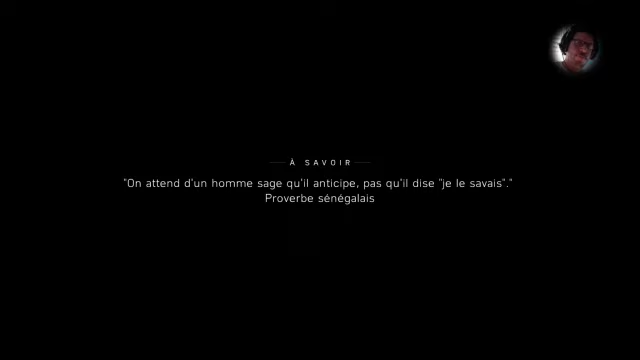 À SAVOIR
"On attend d'un homme sage qu'il anticipe, pas qu'il dise "je le savais"."
Proverbe sénégalais